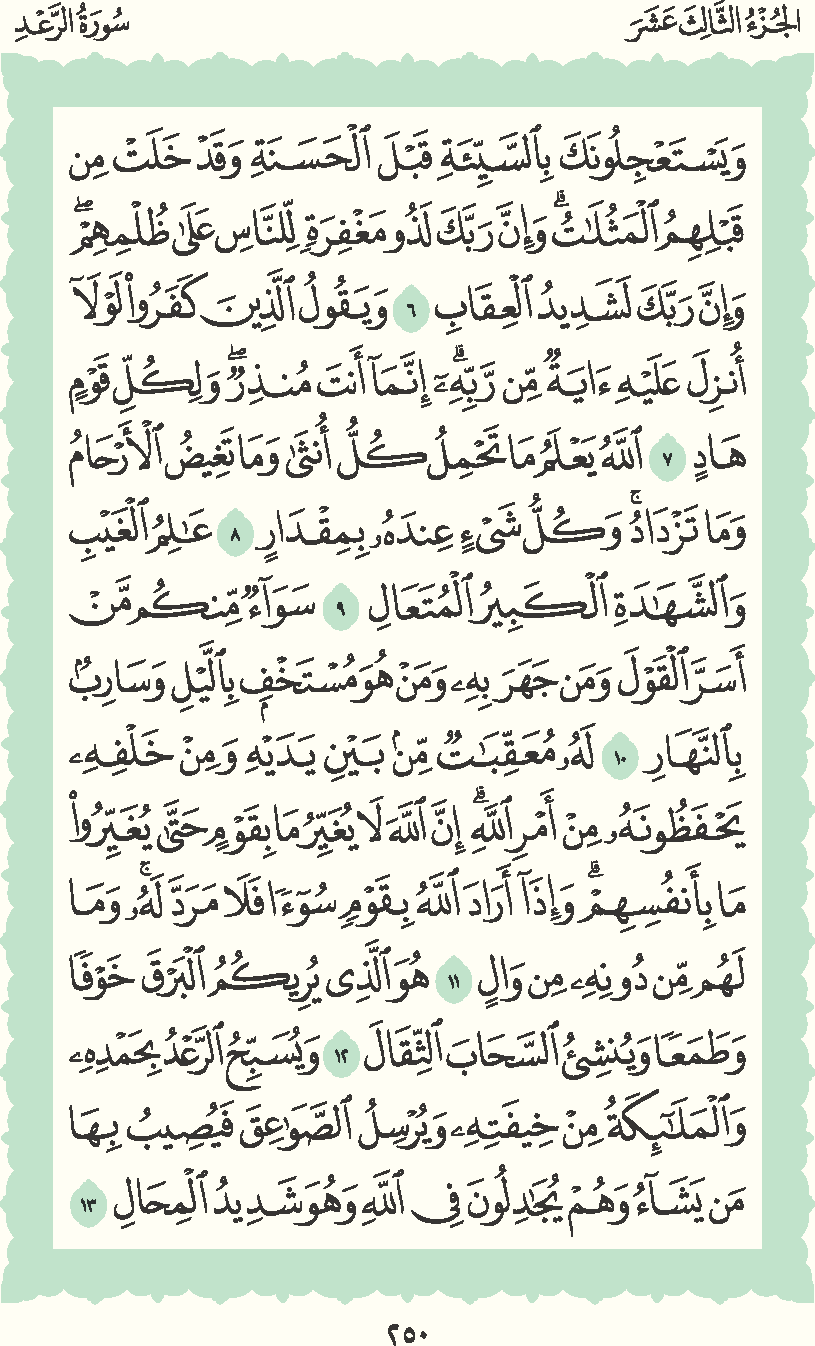 الجُزْءُ الثَّالِثَ عَشَرَ
سُورَةُ الرَّعْدِ
وَيَسْتَعْجِلُونَكَ بِٱلسَّيِّئَةِ قَبْلَ ٱلْحَسَنَةِ وَقَدْ خَلَتْ مِن
قَبْلِهِمُ ٱلْمَثُلَٰتُۗ وَإِنَّ رَبَّكَ لَذُو مَغْفِرَةٍ لِّلنَّاسِ عَلَىٰ ظُلْمِهِمْۖ
وَإِنَّ رَبَّكَ لَشَدِيدُ ٱلْعِقَابِ ٦ وَيَقُولُ ٱلَّذِينَ كَفَرُوا۟ لَوْلَآ
أُنزِلَ عَلَيْهِ ءَايَةٌ مِّن رَّبِّهِۦٓۗ إِنَّمَآ أَنتَ مُنذِرٌۖ وَلِكُلِّ قَوْمٍ
هَادٍ ٧ ٱللَّهُ يَعْلَمُ مَا تَحْمِلُ كُلُّ أُنثَىٰ وَمَا تَغِيضُ ٱلْأَرْحَامُ
وَمَا تَزْدَادُۚ وَكُلُّ شَىْءٍ عِندَهُۥ بِمِقْدَارٍ ٨ عَٰلِمُ ٱلْغَيْبِ
وَٱلشَّهَٰدَةِ ٱلْكَبِيرُ ٱلْمُتَعَالِ ٩ سَوَآءٌ مِّنكُم مَّنْ
أَسَرَّ ٱلْقَوْلَ وَمَن جَهَرَ بِهِۦ وَمَنْ هُوَ مُسْتَخْفٍۭ بِٱلَّيْلِ وَسَارِبٌۢ
بِٱلنَّهَارِ ١٠ لَهُۥ مُعَقِّبَٰتٌ مِّنۢ بَيْنِ يَدَيْهِ وَمِنْ خَلْفِهِۦ
يَحْفَظُونَهُۥ مِنْ أَمْرِ ٱللَّهِۗ إِنَّ ٱللَّهَ لَا يُغَيِّرُ مَا بِقَوْمٍ حَتَّىٰ يُغَيِّرُوا۟
مَا بِأَنفُسِهِمْۗ وَإِذَآ أَرَادَ ٱللَّهُ بِقَوْمٍ سُوٓءًا فَلَا مَرَدَّ لَهُۥۚ وَمَا
لَهُم مِّن دُونِهِۦ مِن وَالٍ ١١ هُوَ ٱلَّذِى يُرِيكُمُ ٱلْبَرْقَ خَوْفًا
وَطَمَعًا وَيُنشِئُ ٱلسَّحَابَ ٱلثِّقَالَ ١٢ وَيُسَبِّحُ ٱلرَّعْدُ بِحَمْدِهِۦ
وَٱلْمَلَٰٓئِكَةُ مِنْ خِيفَتِهِۦ وَيُرْسِلُ ٱلصَّوَٰعِقَ فَيُصِيبُ بِهَا
مَن يَشَآءُ وَهُمْ يُجَٰدِلُونَ فِى ٱللَّهِ وَهُوَ شَدِيدُ ٱلْمِحَالِ ١٣
٢٥٠